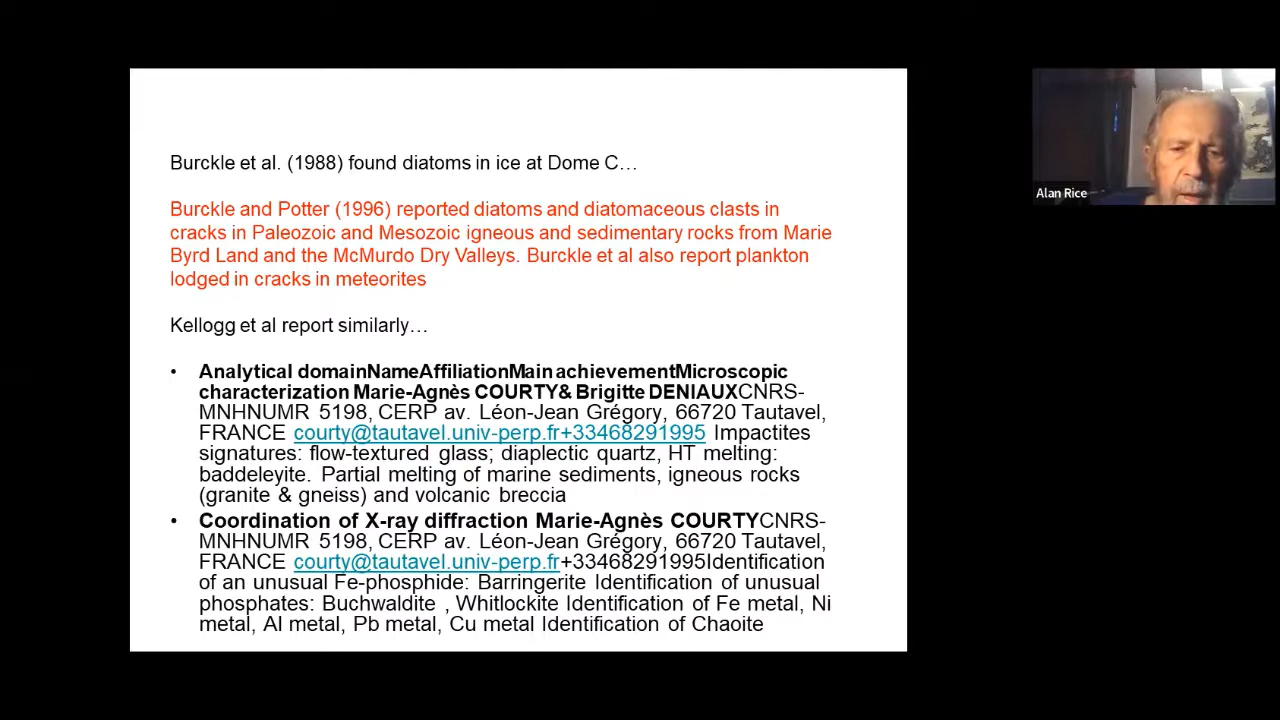 Burckle et al. (1988) found diatoms in ice at Dome C…
Burckle and Potter (1996) reported diatoms and diatomaceous clasts in
cracks in Paleozoic and Mesozoic igneous and sedimentary rocks from Marie
Byrd Land and the McMurdo Dry Valleys. Burckle et al also report plankton
lodged in cracks in meteorites
Kellogg et al report similarly…
• Analytical domainNameAffiliationMain achievementMicroscopic
characterization Marie-Agnès COURTY& Brigitte DENIAUXCNRS-
MNHNUMR 5198, CERP av. Léon-Jean Grégory, 66720 Tautavel,
FRANCE courty@tautavel.univ-perp.fr+33468291995 Impactites
signatures: flow-textured glass; diaplectic quartz, HT melting:
baddeleyite. Partial melting of marine sediments, igneous rocks
(granite & gneiss) and volcanic breccia
• Coordination of X-ray diffraction Marie-Agnès COURTYCNRS-
MNHNUMR 5198, CERP av. Léon-Jean Grégory, 66720 Tautavel,
FRANCE courty@tautavel.univ-perp.fr+33468291995Identification
of an unusual Fe-phosphide: Barringerite Identification of unusual
phosphates: Buchwaldite , Whitlockite Identification of Fe metal, Ni
metal, Al metal, Pb metal, Cu metal Identification of Chaoite
Alan Rice